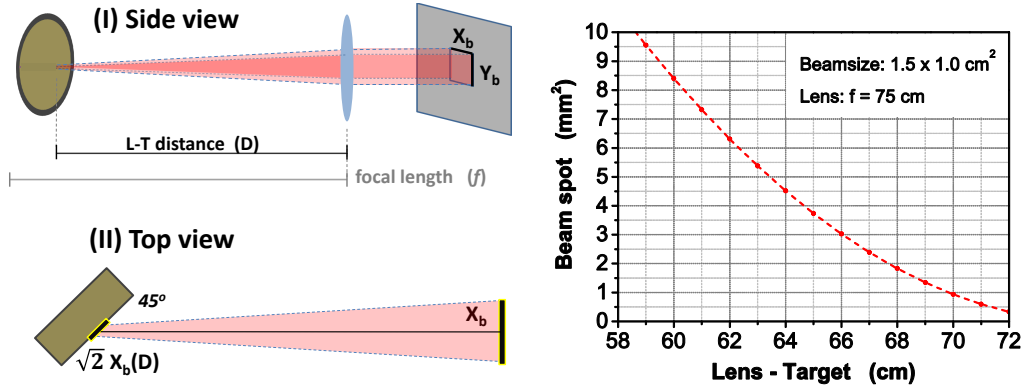 (I) Side view
X_b
Y_b
L-T distance (D)
focal length (f)
(II) Top view
45º
X_b
√2 X_b(D)
Beam spot (mm²)
10
9
8
7
6
5
4
3
2
1
0
Beamsize: 1.5 x 1.0 cm²
Lens: f = 75 cm
58 60 62 64 66 68 70 72
Lens - Target (cm)